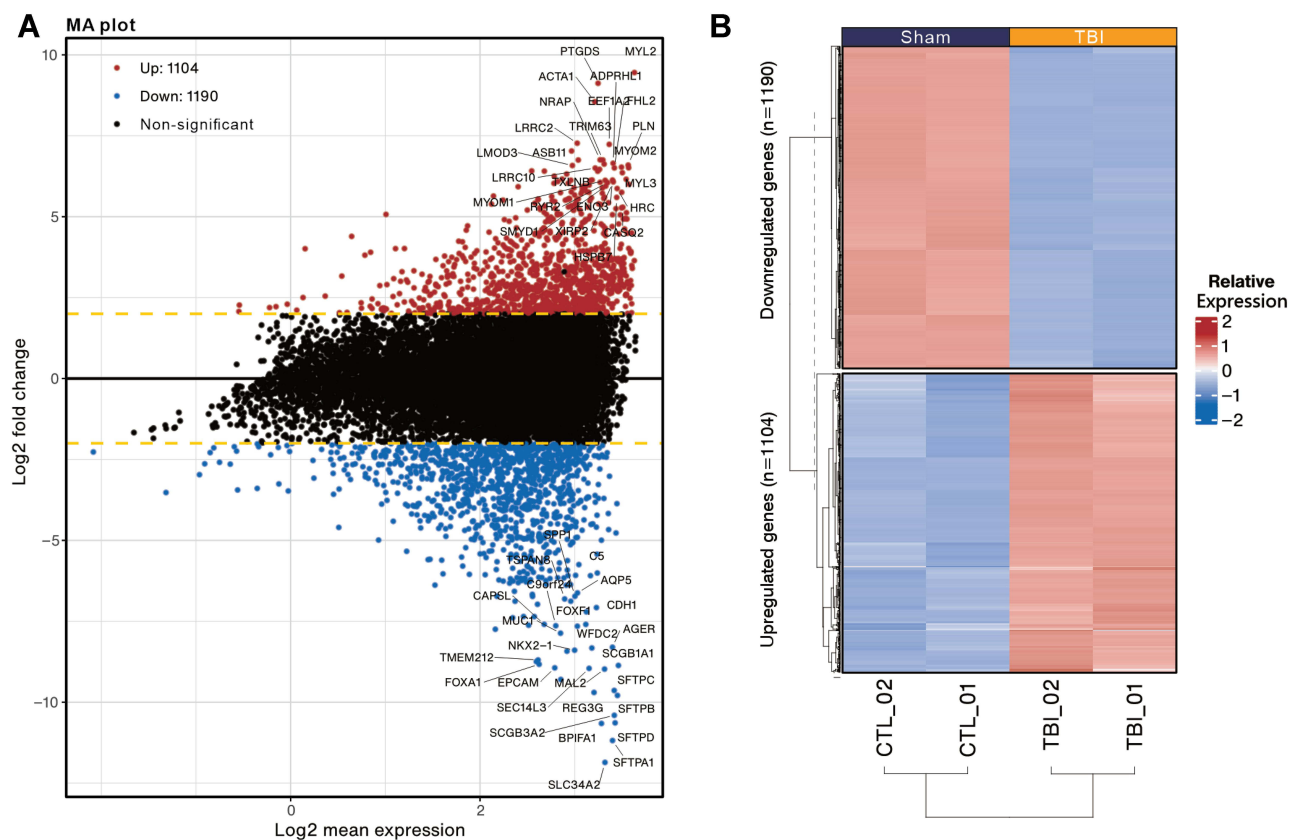 A
MA plot
Up: 1104
Down: 1190
Non-significant
PTGDS
MYL2
ACTA1
ADPRHL1
NRAP
EEF1A2
FHL2
LRRC2
TRIM63
PLN
LMOD3
ASB11
MYOM2
LRRC10
TXLNB
MYL3
MYOM1
RYR2
ENO3
HRC
SMYD1
XIRP2
CASQ2
HSPB7
SPP1
TSPAN8
C5
C9orf24
AQP5
CAPSL
FOXF1
CDH1
MUC1
WFDC2
AGER
NKX2−1
SCGB1A1
TMEM212
FOXA1
EPCAM
MAL2
SFTPC
SEC14L3
REG3G
SFTPB
SCGB3A2
BPIFA1
SFTPD
SFTPA1
SLC34A2
10
5
0
−5
−10
Log2 fold change
0
2
Log2 mean expression
B
Sham
TBI
Downregulated genes (n=1190)
Upregulated genes (n=1104)
CTL_02
CTL_01
TBI_02
TBI_01
Relative
Expression
2
1
0
−1
−2